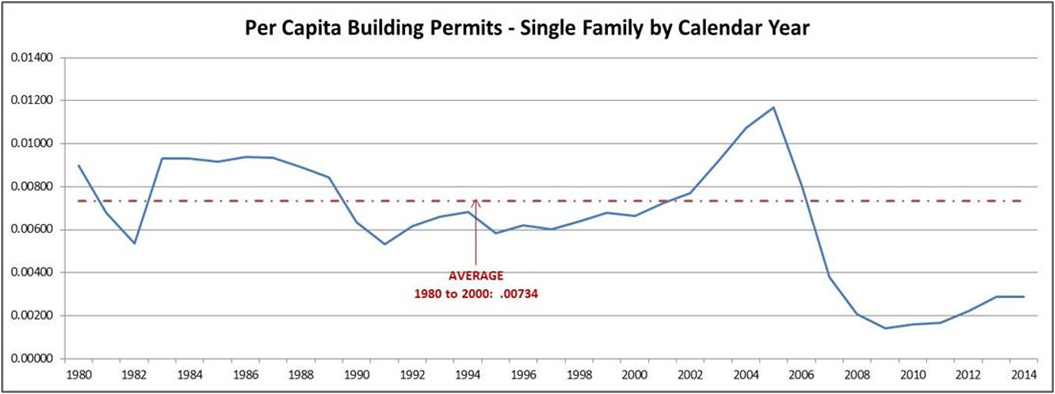 Per Capita Building Permits - Single Family by Calendar Year
0.01400
0.01200
0.01000
0.00800
0.00600
0.00400
0.00200
0.00000
AVERAGE
1980 to 2000: .00734
1980 1982 1984 1986 1988 1990 1992 1994 1996 1998 2000 2002 2004 2006 2008 2010 2012 2014